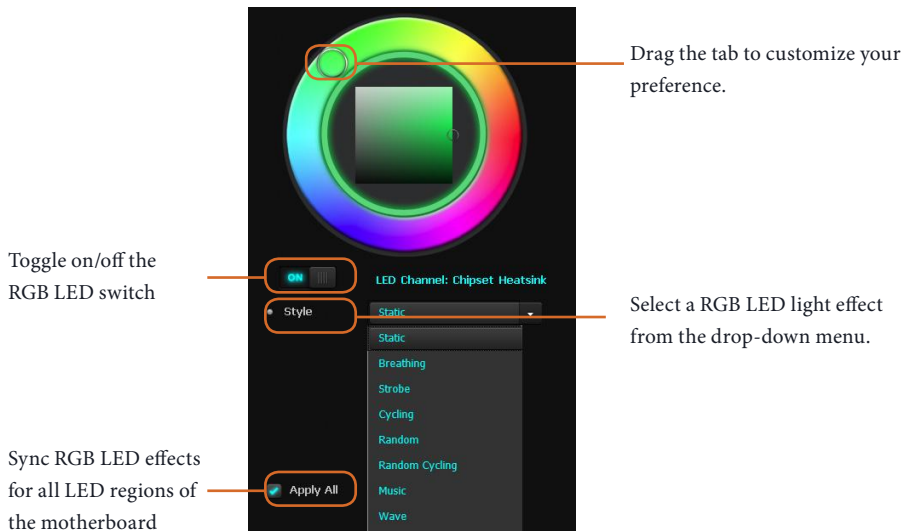 Drag the tab to customize your
preference.
Toggle on/off the
RGB LED switch
ON
LED Channel: Chipset Heatsink
Style
Static
Select a RGB LED light effect
from the drop-down menu.
Static
Breathing
Strobe
Cycling
Random
Random Cycling
Music
Wave
Sync RGB LED effects
for all LED regions of
the motherboard
Apply All